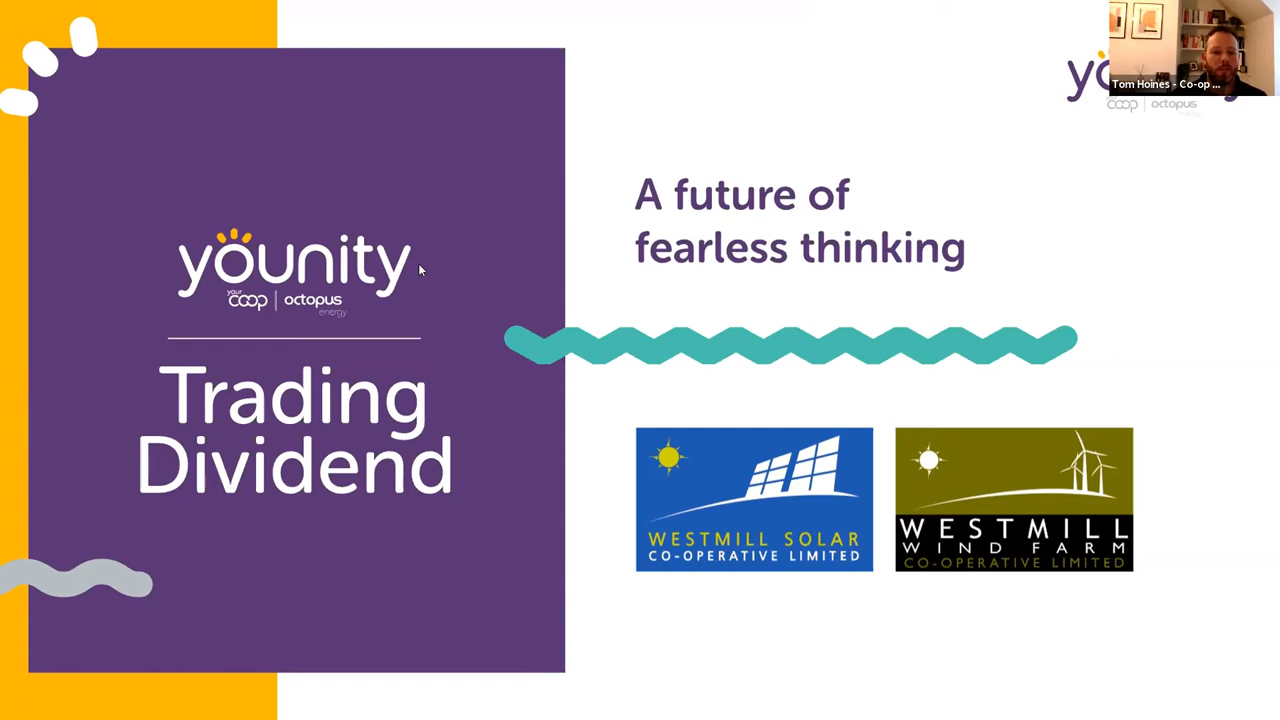 younity
your
coop | octopus
energy
Trading
Dividend
A future of
fearless thinking
WESTMILL SOLAR
CO-OPERATIVE LIMITED
WESTMILL
WIND FARM
CO-OPERATIVE LIMITED
Tom Hoines - Co-op ...
coop | octopus